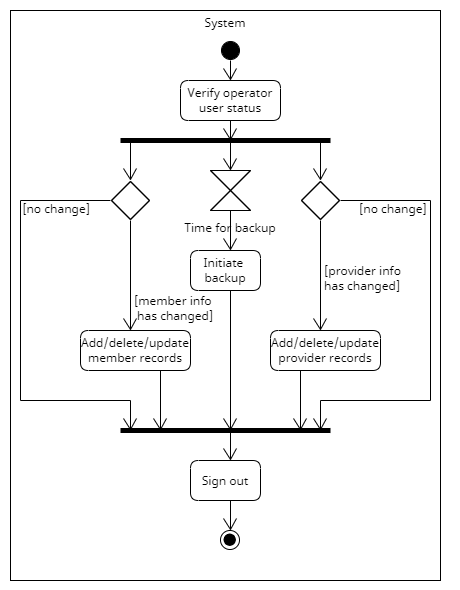 System
Verify operator
user status
[no change]
[no change]
Time for backup
Initiate
backup
[provider info
has changed]
[member info
has changed]
Add/delete/update
member records
Add/delete/update
provider records
Sign out